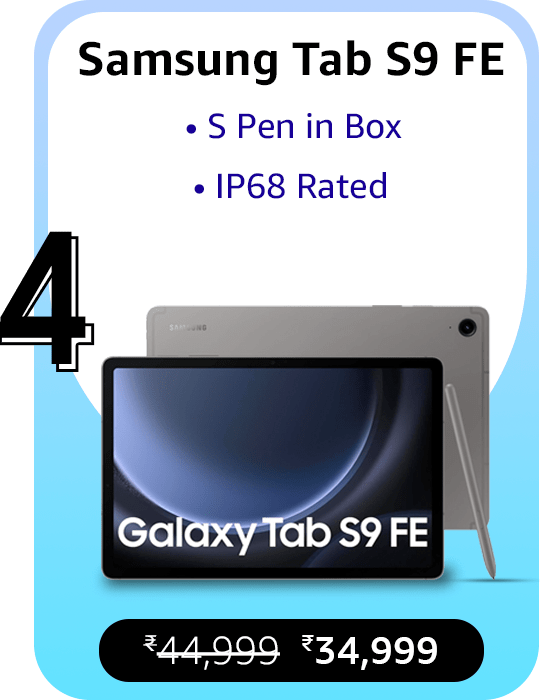 Samsung Tab S9 FE
• S Pen in Box
• IP68 Rated
4
SAMSUNG
Galaxy Tab S9 FE
₹44,999 ₹34,999